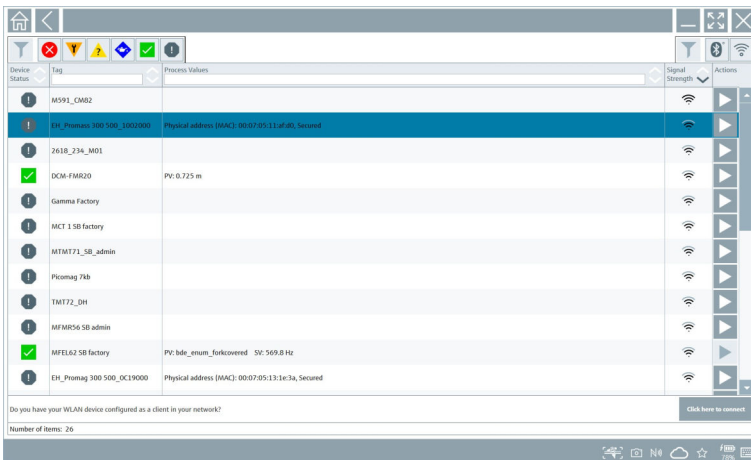 Device Status Tag Process Values Signal Strength Actions
M591_CM82
EH_Promass 300 500_1002000 Physical address (MAC): 00:07:05:11:af:d0, Secured
2618_234_M01
DCM-FMR20 PV: 0.725 m
Gamma Factory
MCT 1 SB factory
MTMT71_SB_admin
Picomag 7kb
TMT72_DH
MFMR56 SB admin
MFEL62 SB factory PV: bde_enum_forkcovered SV: 569.8 Hz
EH_Promag 300 500_0C19000 Physical address (MAC): 00:07:05:13:1e:3a, Secured
Do you have your WLAN device configured as a client in your network? Click here to connect
Number of items: 26
78%